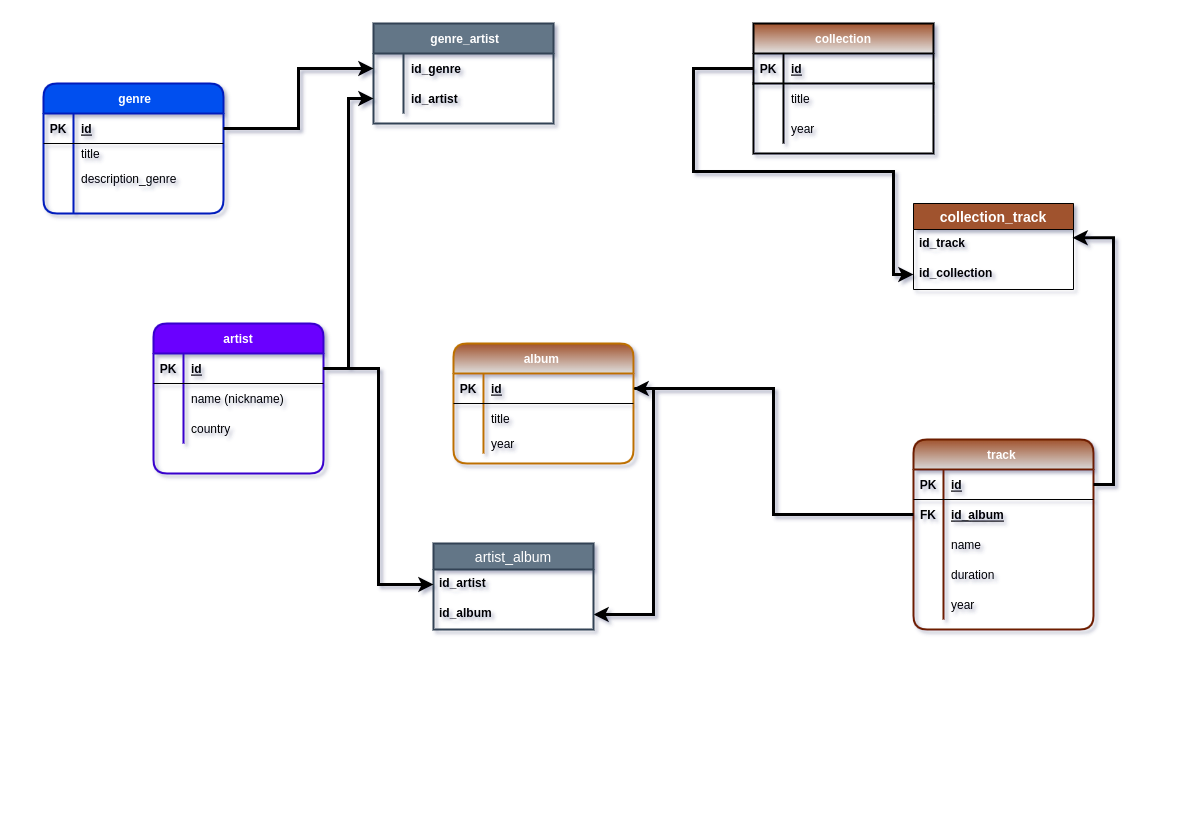 genre_artist
id_genre
id_artist
collection
PK id
title
year
genre
PK id
title
description_genre
collection_track
id_track
id_collection
artist
PK id
name (nickname)
country
album
PK id
title
year
track
PK id
FK id_album
name
duration
year
artist_album
id_artist
id_album